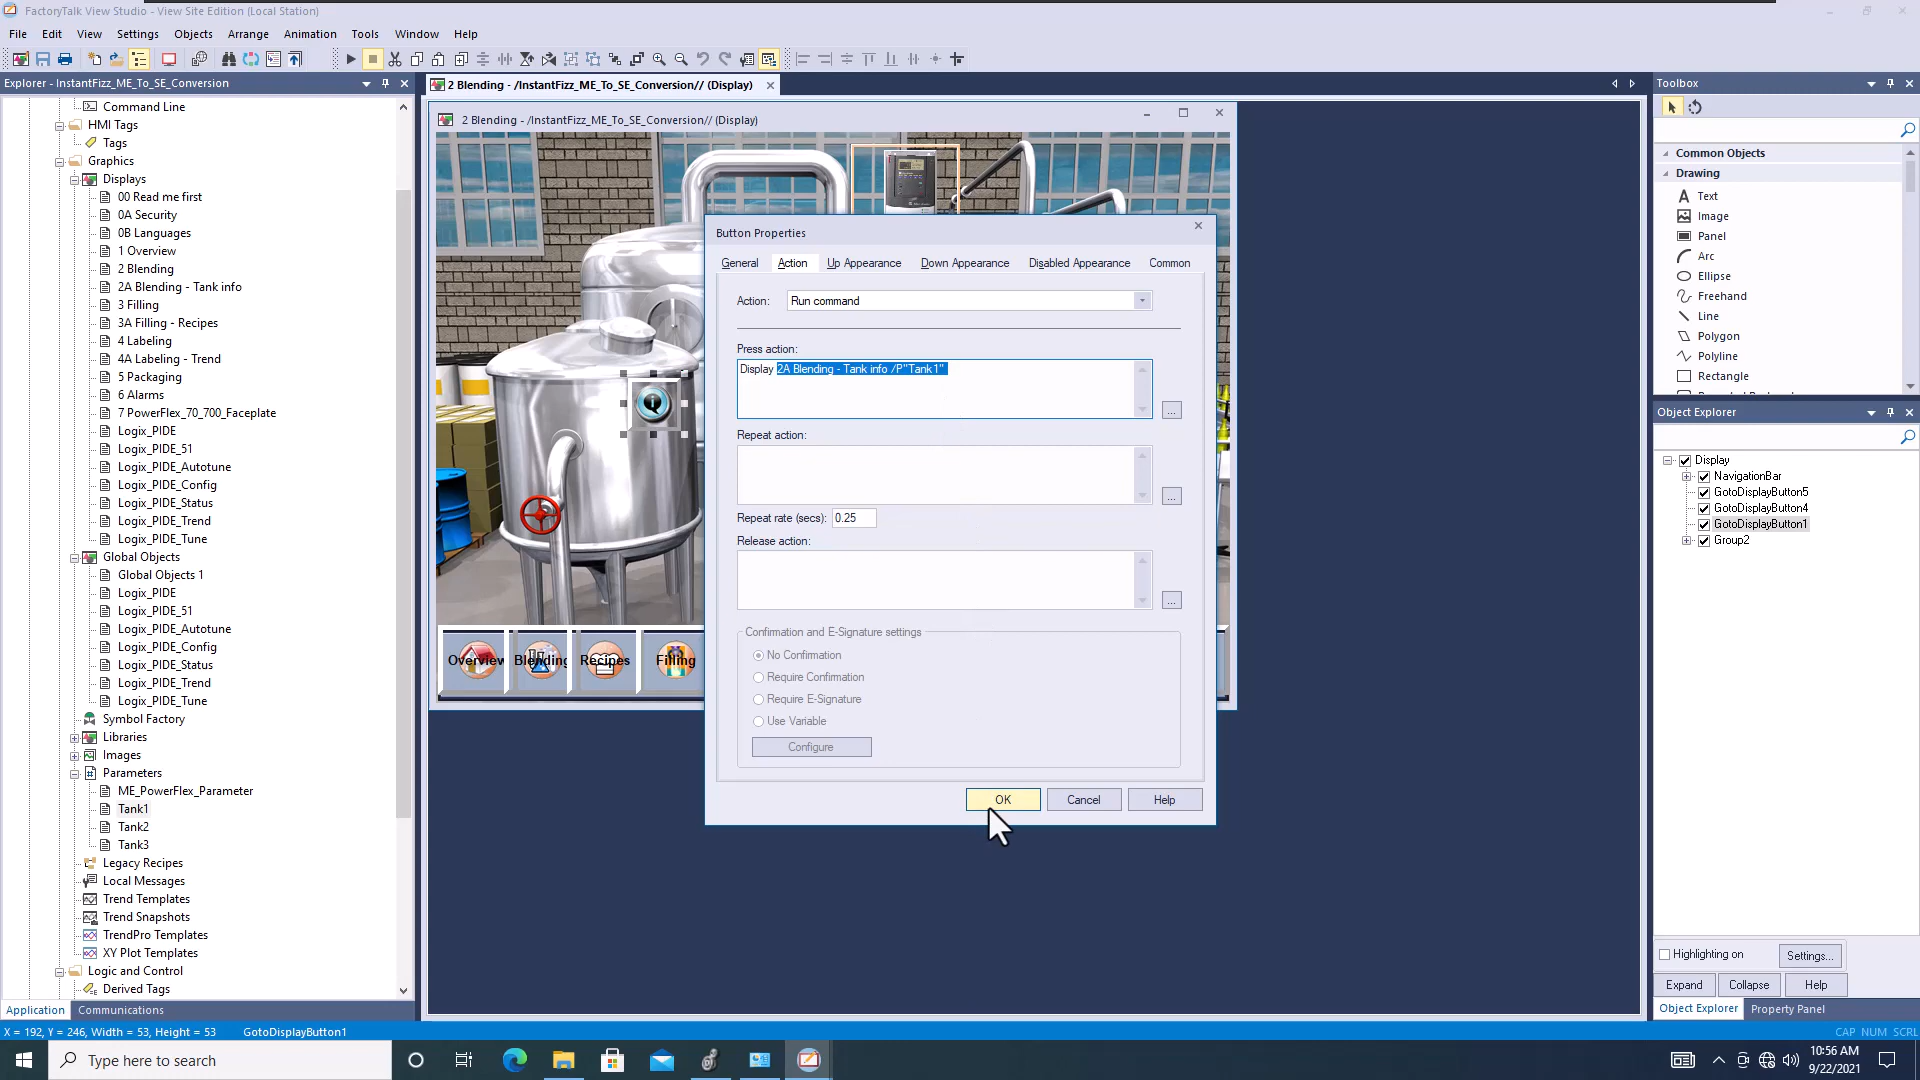 FactoryTalk View Studio - View Site Edition (Local Station)
File Edit View Settings Objects Arrange Animation Tools Window Help
Explorer - InstantFizz_ME_To_SE_Conversion
Command Line
HMI Tags
Tags
Graphics
Displays
00 Read me first
0A Security
0B Languages
1 Overview
2 Blending
2A Blending - Tank info
3 Filling
3A Filling - Recipes
4 Labeling
4A Labeling - Trend
5 Packaging
6 Alarms
7 PowerFlex_70_700_Faceplate
Logix_PIDE
Logix_PIDE_51
Logix_PIDE_Autotune
Logix_PIDE_Config
Logix_PIDE_Status
Logix_PIDE_Trend
Logix_PIDE_Tune
Global Objects
Global Objects 1
Logix_PIDE
Logix_PIDE_51
Logix_PIDE_Autotune
Logix_PIDE_Config
Logix_PIDE_Status
Logix_PIDE_Trend
Logix_PIDE_Tune
Symbol Factory
Libraries
Images
Parameters
ME_PowerFlex_Parameter
Tank1
Tank2
Tank3
Legacy Recipes
Local Messages
Trend Templates
Trend Snapshots
TrendPro Templates
XY Plot Templates
Logic and Control
Derived Tags
Application Communications
2 Blending - /InstantFizz_ME_To_SE_Conversion// (Display)
2 Blending - /InstantFizz_ME_To_SE_Conversion// (Display)
Overview Blending Recipes Filling
Button Properties
General Action Up Appearance Down Appearance Disabled Appearance Common
Action: Run command
Press action:
Display 2A Blending - Tank info /P"Tank1"
...
Repeat action:
...
Repeat rate (secs): 0.25
Release action:
...
Confirmation and E-Signature settings
No Confirmation
Require Confirmation
Require E-Signature
Use Variable
Configure
OK Cancel Help
Toolbox
Common Objects
Drawing
Text
Image
Panel
Arc
Ellipse
Freehand
Line
Polygon
Polyline
Rectangle
Object Explorer
Display
NavigationBar
GotoDisplayButton5
GotoDisplayButton4
GotoDisplayButton1
Group2
Highlighting on Settings...
Expand Collapse Help
Object Explorer Property Panel
X = 192, Y = 246, Width = 53, Height = 53 GotoDisplayButton1
CAP NUM SCRL
Type here to search
10:56 AM
9/22/2021